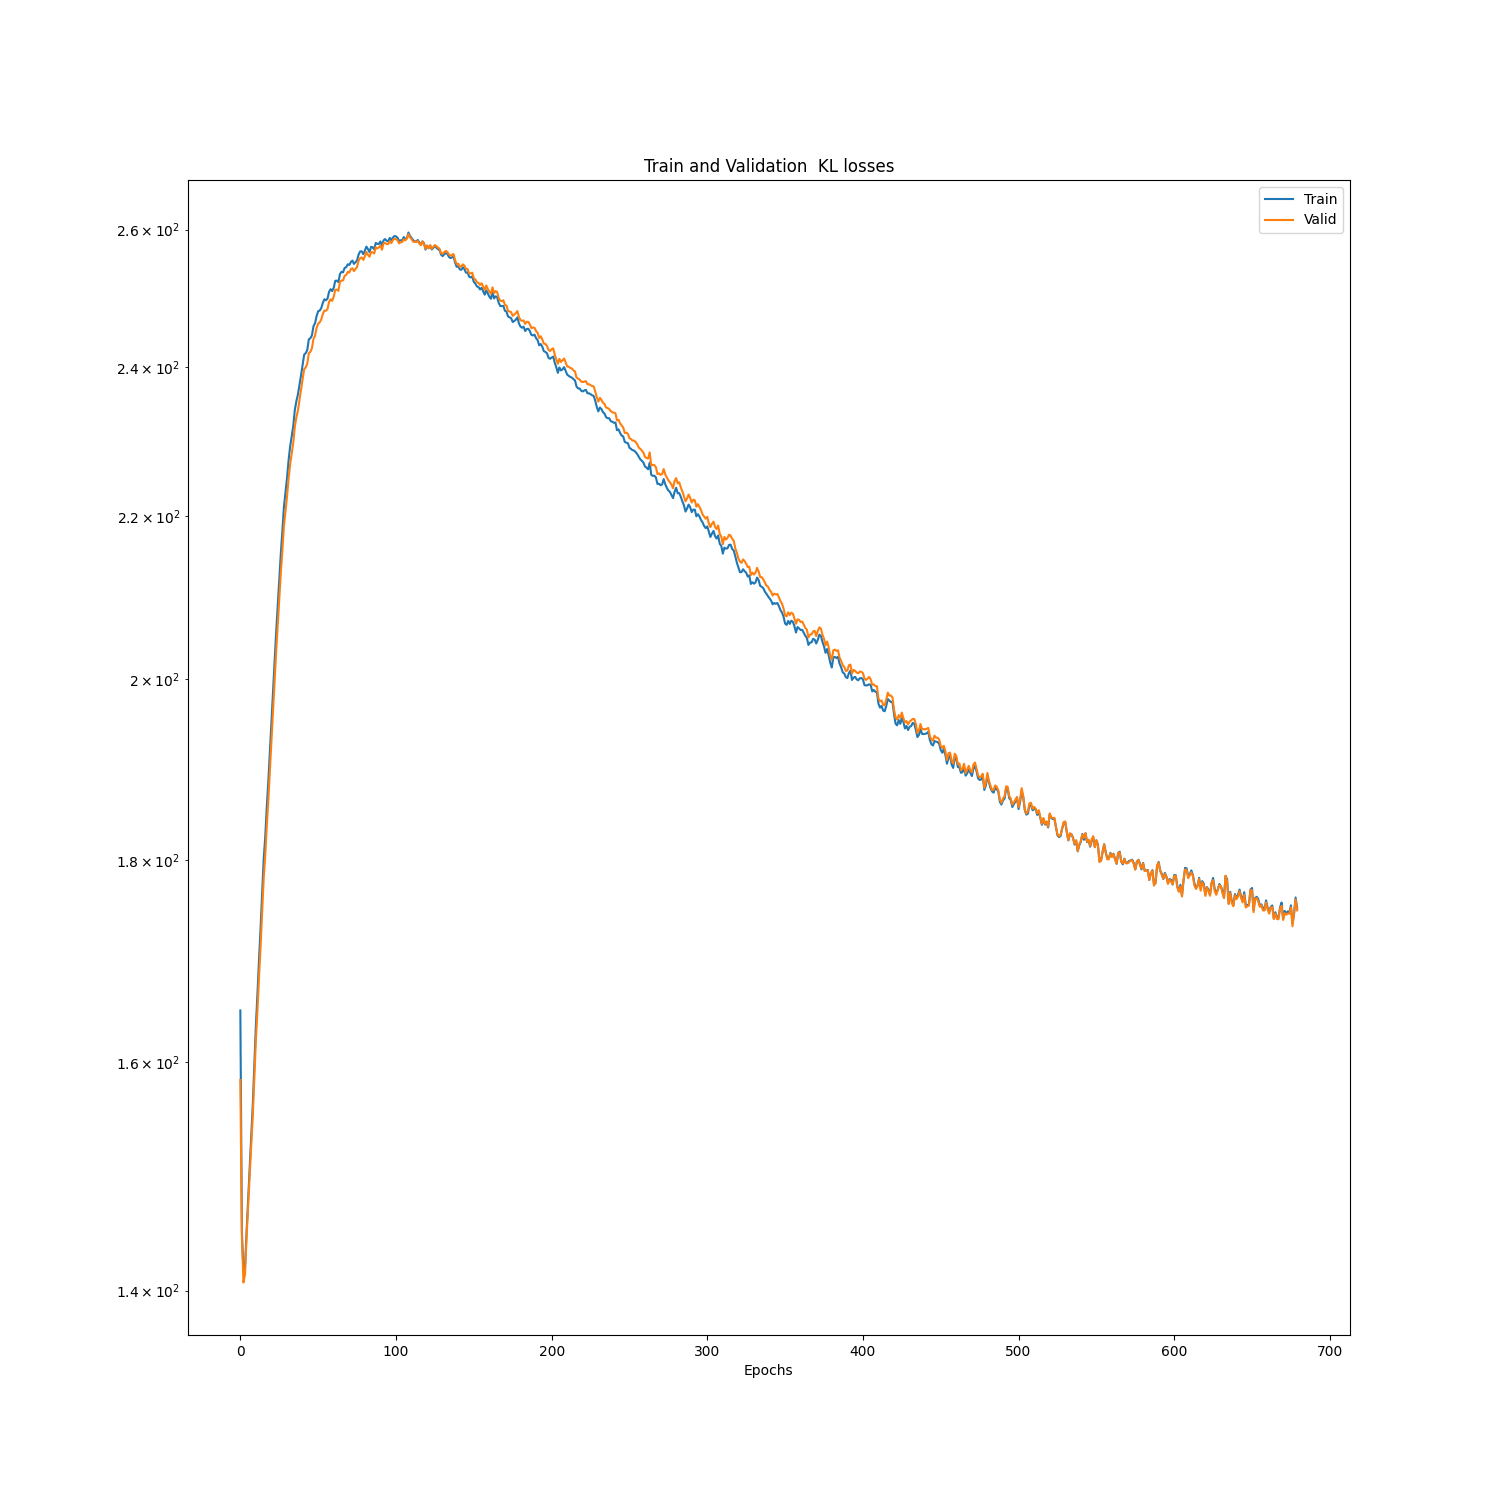 Train and Validation  KL losses
Train
Valid
2.6 × 10²
2.4 × 10²
2.2 × 10²
2 × 10²
1.8 × 10²
1.6 × 10²
1.4 × 10²
0 100 200 300 400 500 600 700
Epochs